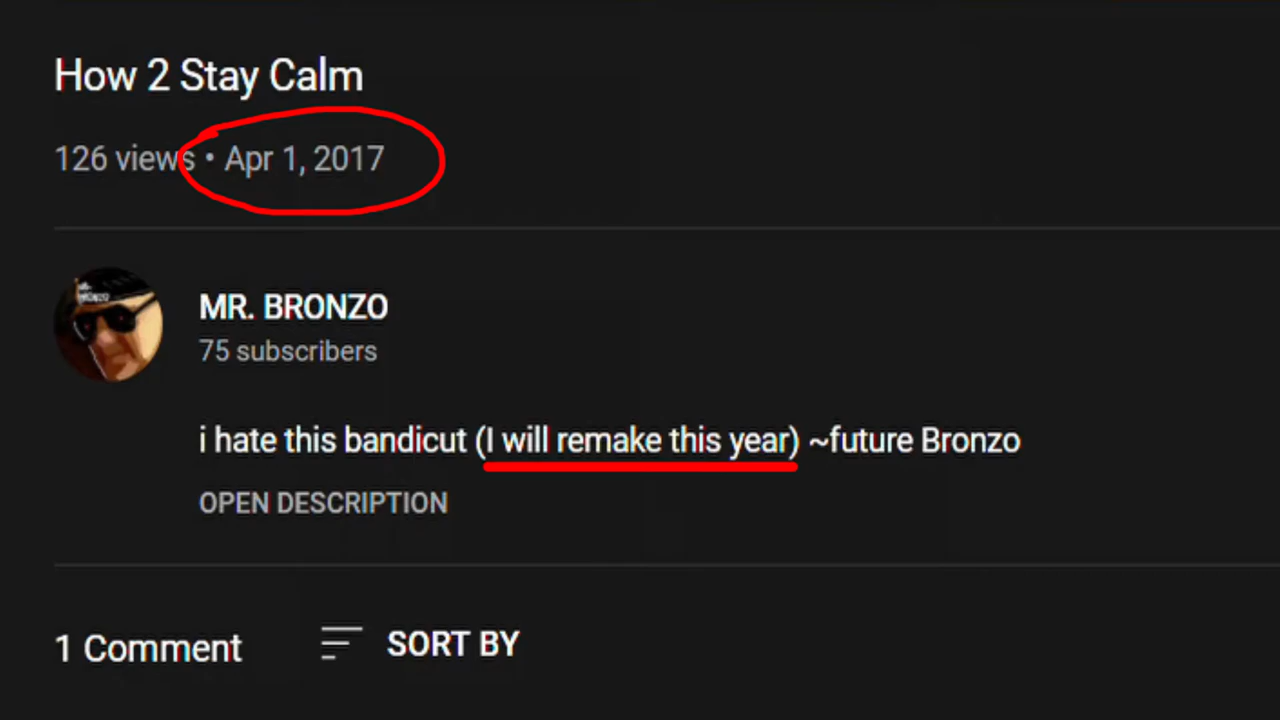 How 2 Stay Calm
126 views • Apr 1, 2017
MR. BRONZO
75 subscribers
i hate this bandicut (I will remake this year) ~future Bronzo
OPEN DESCRIPTION
1 Comment
SORT BY